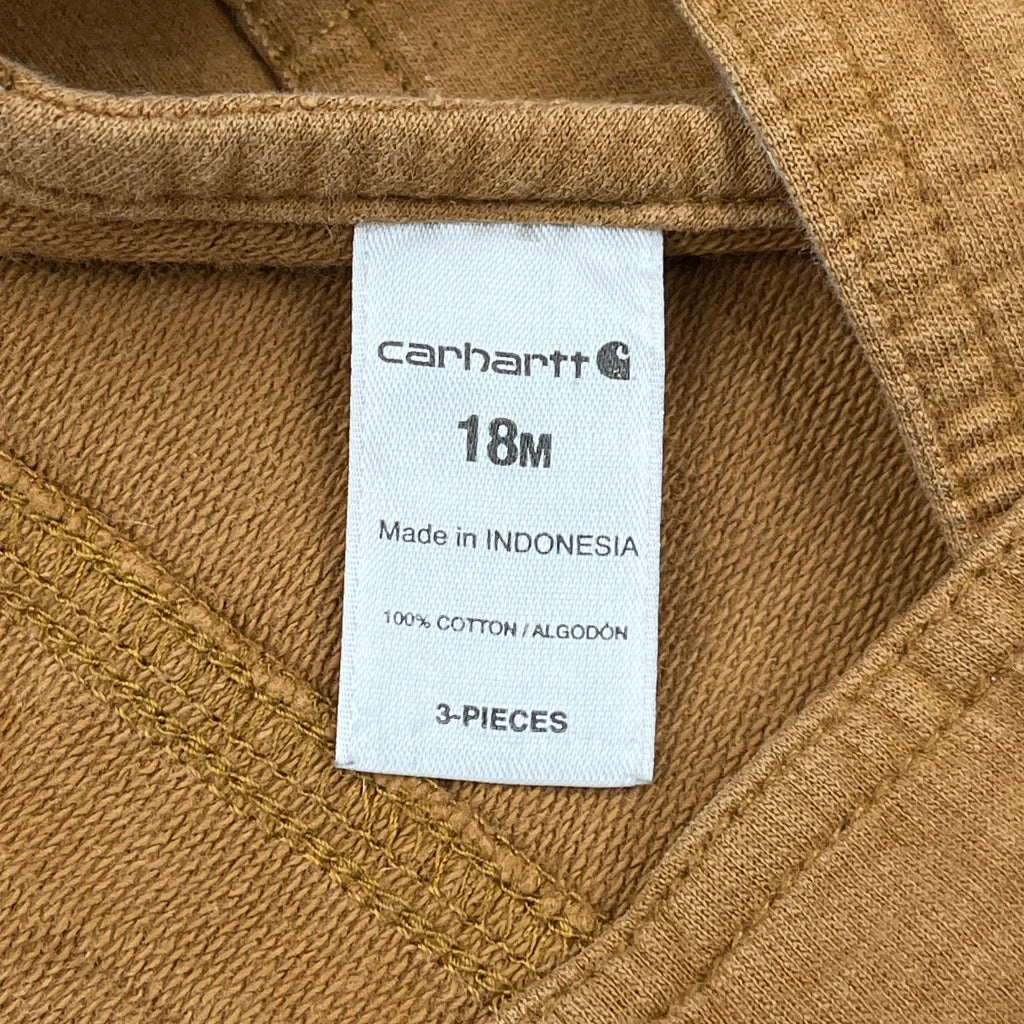 carhartt
18M
Made in INDONESIA
100% COTTON / ALGODÓN
3-PIECES